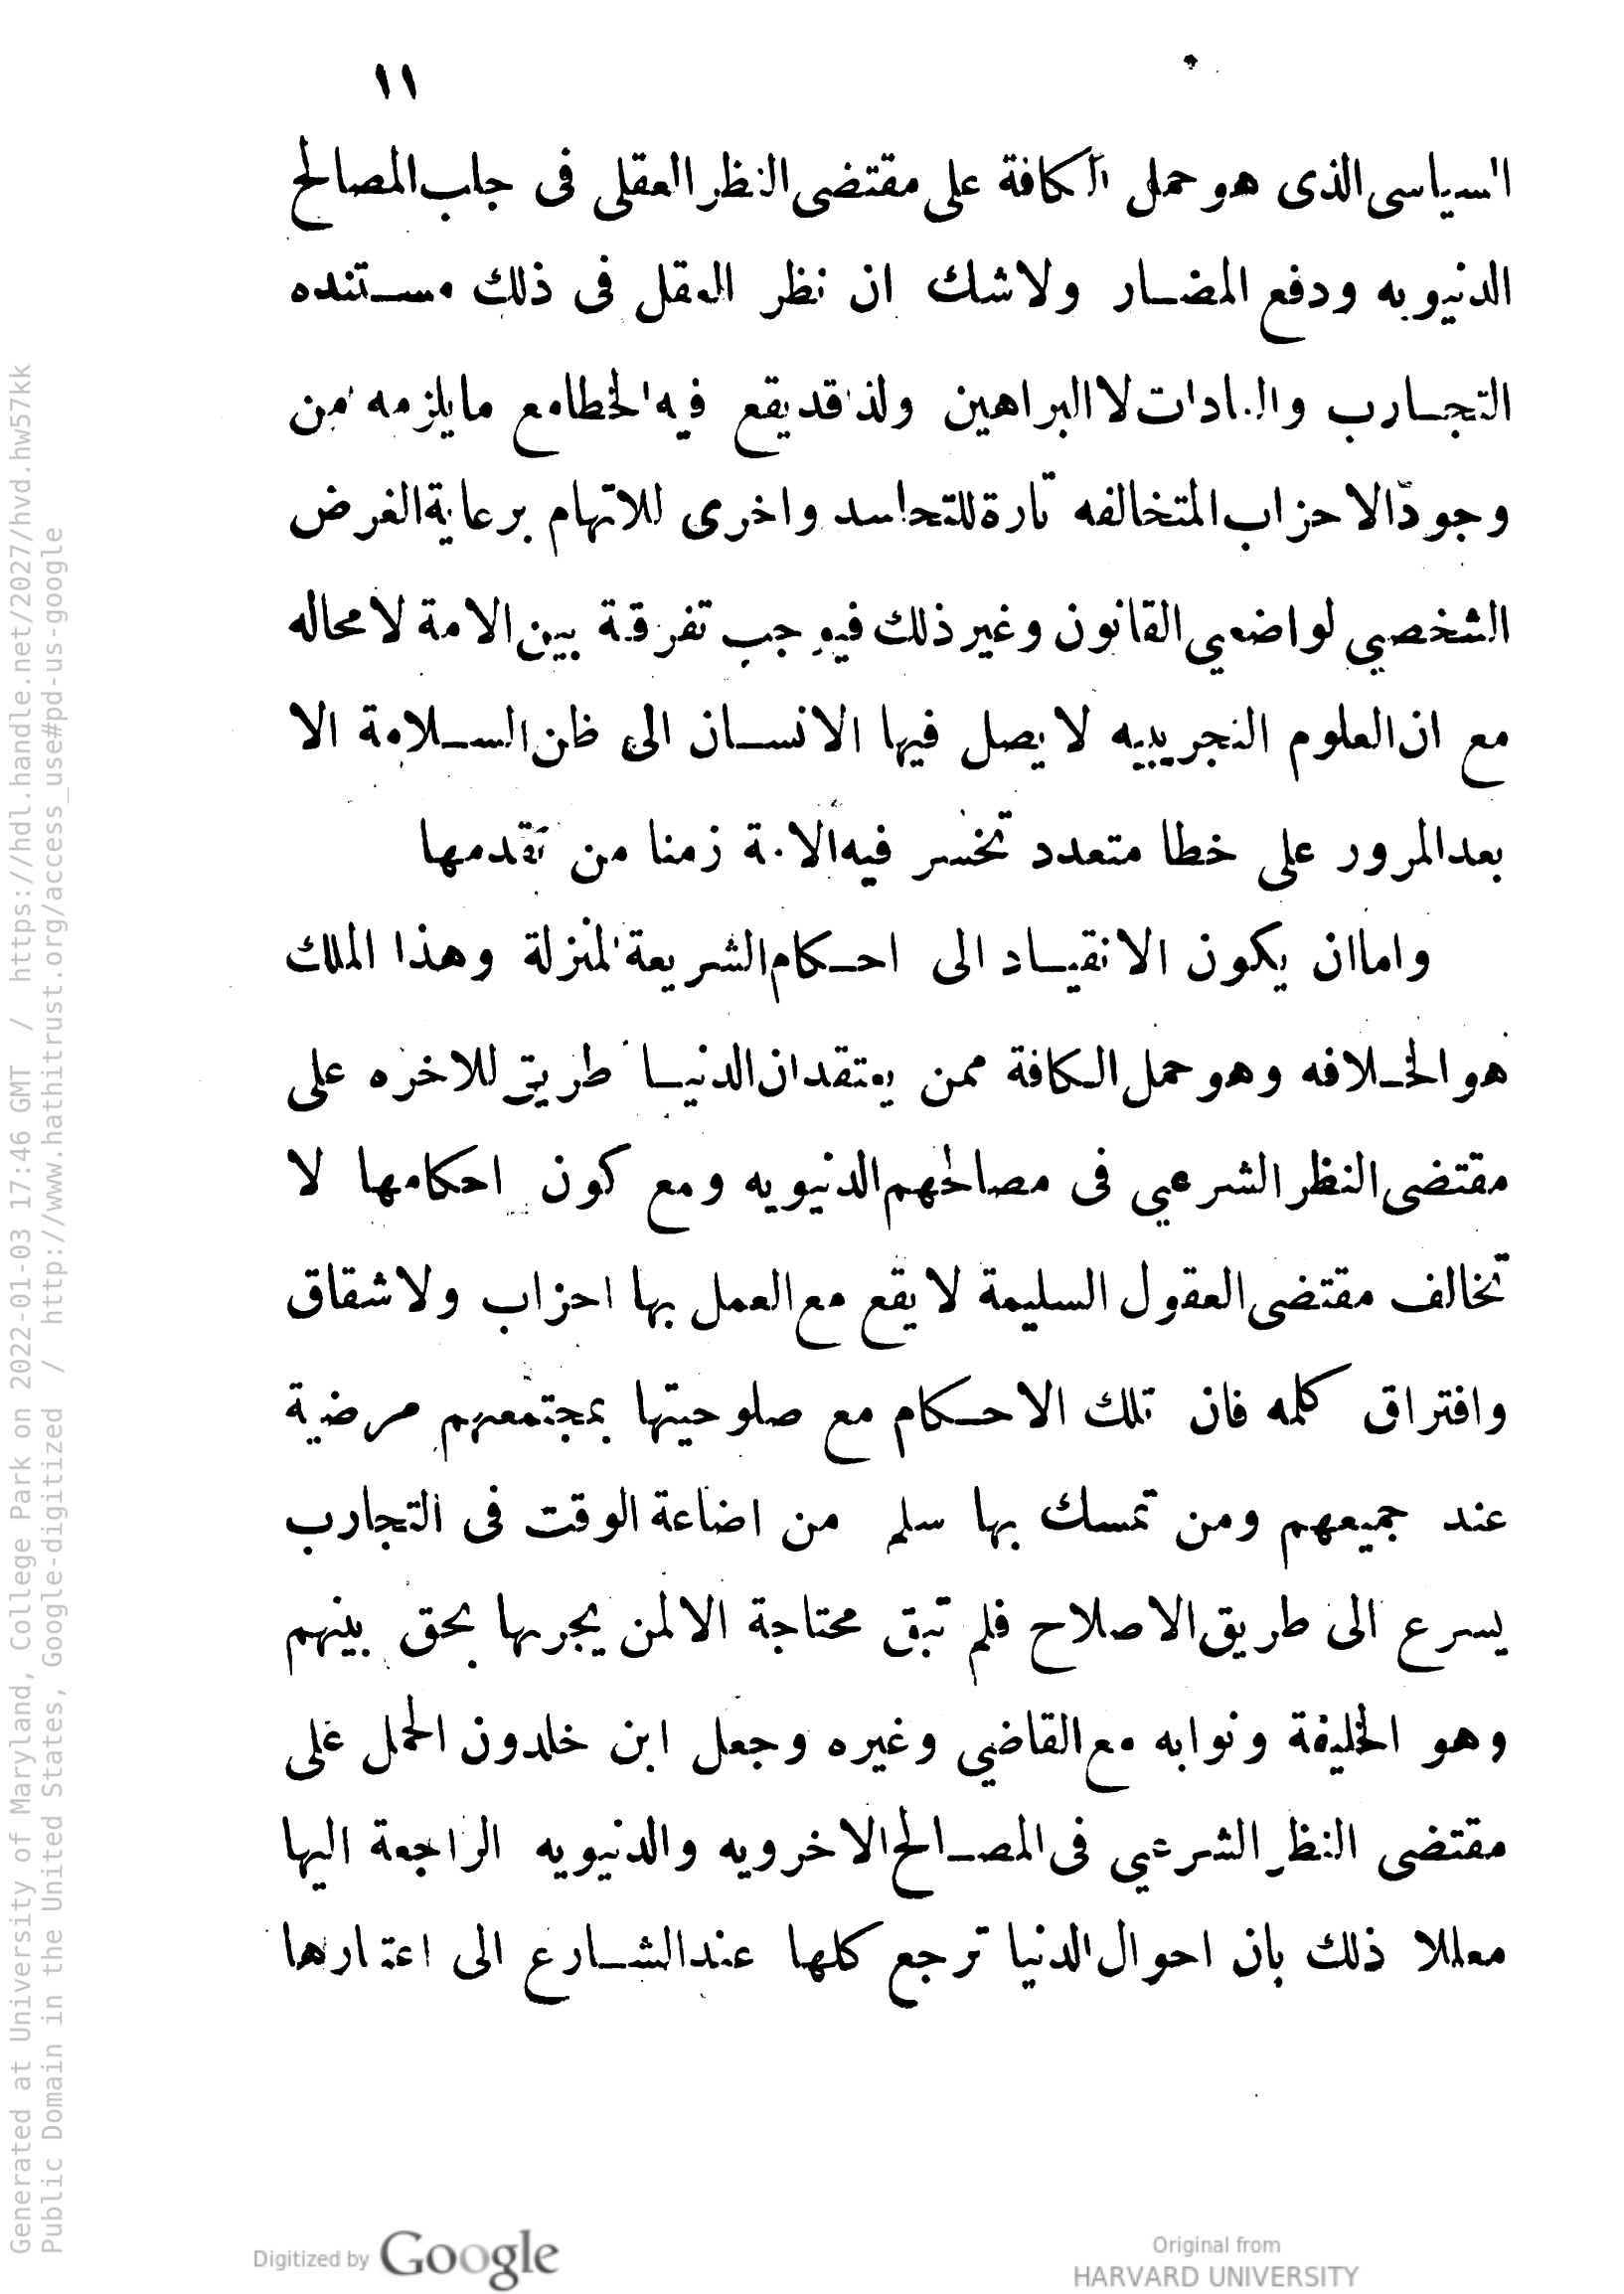 ١١
السياسى الذى هو حمل الكافة على مقتضى النظر العقلى فى جلب المصالح
الدنيويه ودفع المضار ولا شك ان نظر العقل فى ذلك مستنده
التجارب والعادات لا البراهين ولذا قد يقع فيه الخطا مع ما يلزمه من
وجود الاحزاب المتخالفه تارة للتحاسد واخرى للاتهام برعاية الغرض
الشخصي لواضعي القانون وغير ذلك فيوجب تفرقة بين الامة لا محاله
مع ان العلوم التجريبيه لا يصل فيها الانسان الى ظن السلامة الا
بعد المرور على خطا متعدد تخسر فيه الامة زمنا من تقدمها
واما ان يكون الانقياد الى احكام الشريعة المنزلة وهذا الملك
هو الخلافه وهو حمل الكافة ممن يعتقد ان الدنيا طريق للاخره على
مقتضى النظر الشرعي فى مصالحهم الدنيويه ومع كون احكامها لا
تخالف مقتضى العقول السليمة لا يقع مع العمل بها احزاب ولا شقاق
وافتراق كلمه فان تلك الاحكام مع صلوحيتها بمجتمعهم مرضية
عند جميعهم ومن تمسك بها سلم من اضاعة الوقت فى التجارب
يسرع الى طريق الاصلاح فلم تبق محتاجة الا لمن يجريها بحق بينهم
وهو الخليفة ونوابه مع القاضي وغيره وجعل ابن خلدون الحمل على
مقتضى النظر الشرعي فى المصالح الاخرويه والدنيويه الراجعة اليها
معللا ذلك بان احوال الدنيا ترجع كلها عند الشارع الى اعتبارها
Generated at University of Maryland, College Park on 2022-01-03 17:46 GMT / https://hdl.handle.net/2027/hvd.hw57kk
Public Domain in the United States, Google-digitized / http://www.hathitrust.org/access_use#pd-us-google
Digitized by Google
Original from
HARVARD UNIVERSITY